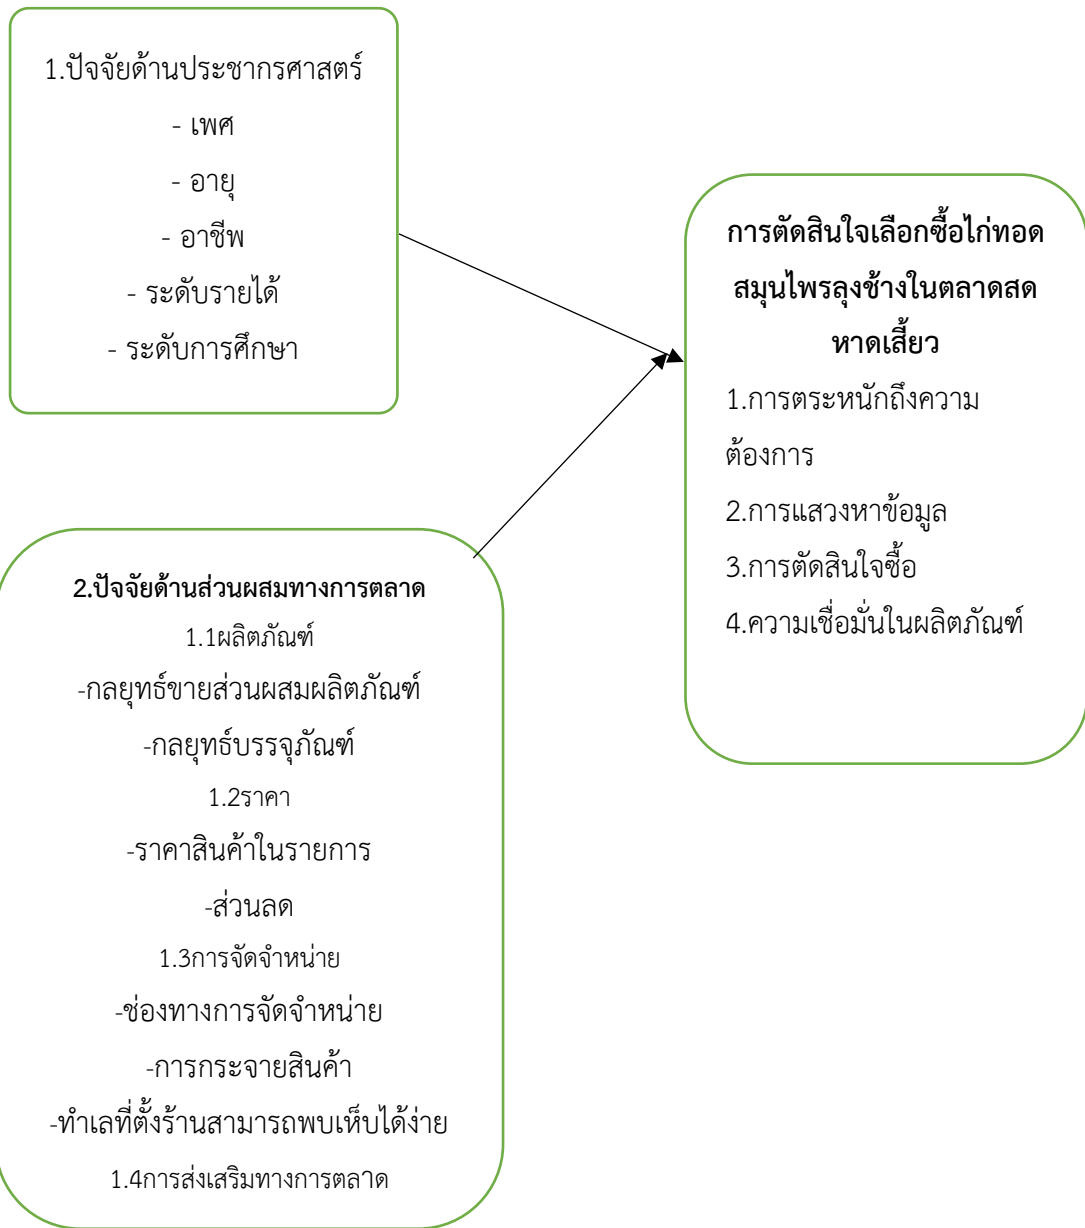 1.ปัจจัยด้านประชากรศาสตร์
- เพศ
- อายุ
- อาชีพ
- ระดับรายได้
- ระดับการศึกษา
การตัดสินใจเลือกซื้อไก่ทอด
สมุนไพรลุงช้างในตลาดสด
หาดเสี้ยว
1.การตระหนักถึงความ
ต้องการ
2.การแสวงหาข้อมูล
3.การตัดสินใจซื้อ
4.ความเชื่อมั่นในผลิตภัณฑ์
2.ปัจจัยด้านส่วนผสมทางการตลาด
1.1ผลิตภัณฑ์
-กลยุทธ์ขายส่วนผสมผลิตภัณฑ์
-กลยุทธ์บรรจุภัณฑ์
1.2ราคา
-ราคาสินค้าในรายการ
-ส่วนลด
1.3การจัดจำหน่าย
-ช่องทางการจัดจำหน่าย
-การกระจายสินค้า
-ทำเลที่ตั้งร้านสามารถพบเห็บได้ง่าย
1.4การส่งเสริมทางการตลาด